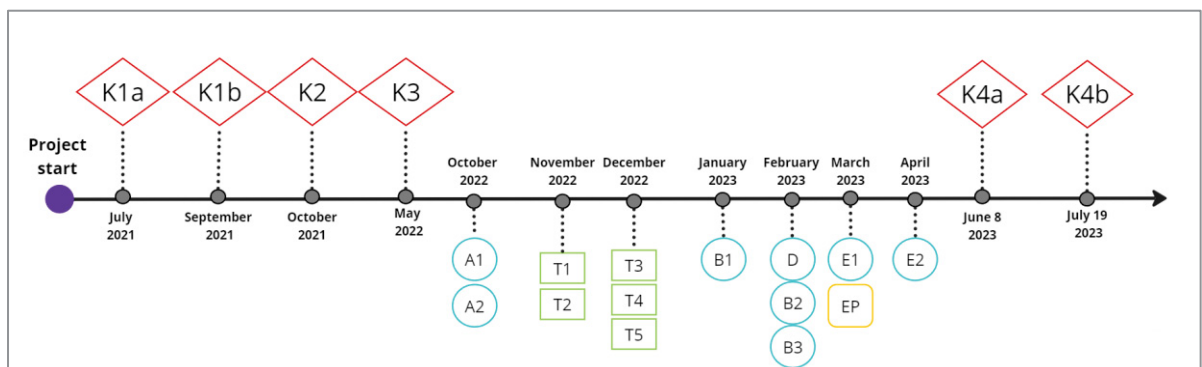 K1a K1b K2 K3 K4a K4b
Project
start
October
2022
November
2022
December
2022
January
2023
February
2023
March
2023
April
2023
July
2021
September
2021
October
2021
May
2022
June 8
2023
July 19
2023
A1
A2
T1
T2
T3
T4
T5
B1
D
B2
B3
E1
EP
E2